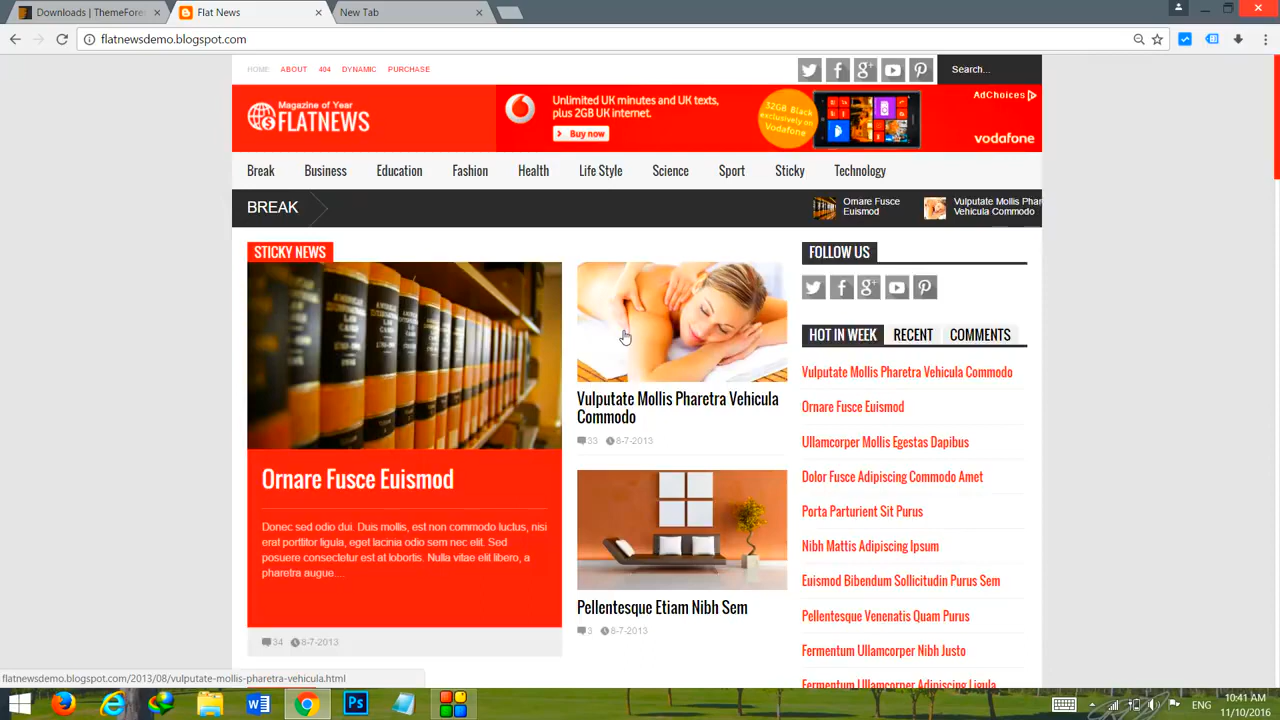 Downloads | ThemeFore
Flat News
New Tab
flatnewsdemo.blogspot.com
HOME ABOUT 404 DYNAMIC PURCHASE
Search...
Magazine of Year
FLATNEWS
Unlimited UK minutes and UK texts,
plus 2GB UK internet.
Buy now
32GB Black
exclusively on
Vodafone
AdChoices
vodafone
Break Business Education Fashion Health Life Style Science Sport Sticky Technology
BREAK
Ornare Fusce
Euismod
Vulputate Mollis Phar
Vehicula Commodo
STICKY NEWS
Ornare Fusce Euismod
Donec sed odio dui. Duis mollis, est non commodo luctus, nisi
erat porttitor ligula, eget lacinia odio sem nec elit. Sed
posuere consectetur est at lobortis. Nulla vitae elit libero, a
pharetra augue....
34 8-7-2013
Vulputate Mollis Pharetra Vehicula
Commodo
33 8-7-2013
Pellentesque Etiam Nibh Sem
3 8-7-2013
FOLLOW US
HOT IN WEEK RECENT COMMENTS
Vulputate Mollis Pharetra Vehicula Commodo
Ornare Fusce Euismod
Ullamcorper Mollis Egestas Dapibus
Dolor Fusce Adipiscing Commodo Amet
Porta Parturient Sit Purus
Nibh Mattis Adipiscing Ipsum
Euismod Bibendum Sollicitudin Purus Sem
Pellentesque Venenatis Quam Purus
Fermentum Ullamcorper Nibh Justo
Fermentum Ullamcorper Adipiscing Ligula
flatnewsdemo.blogspot.com/2013/08/vulputate-mollis-pharetra-vehicula.html
ENG
10:41 AM
11/10/2016